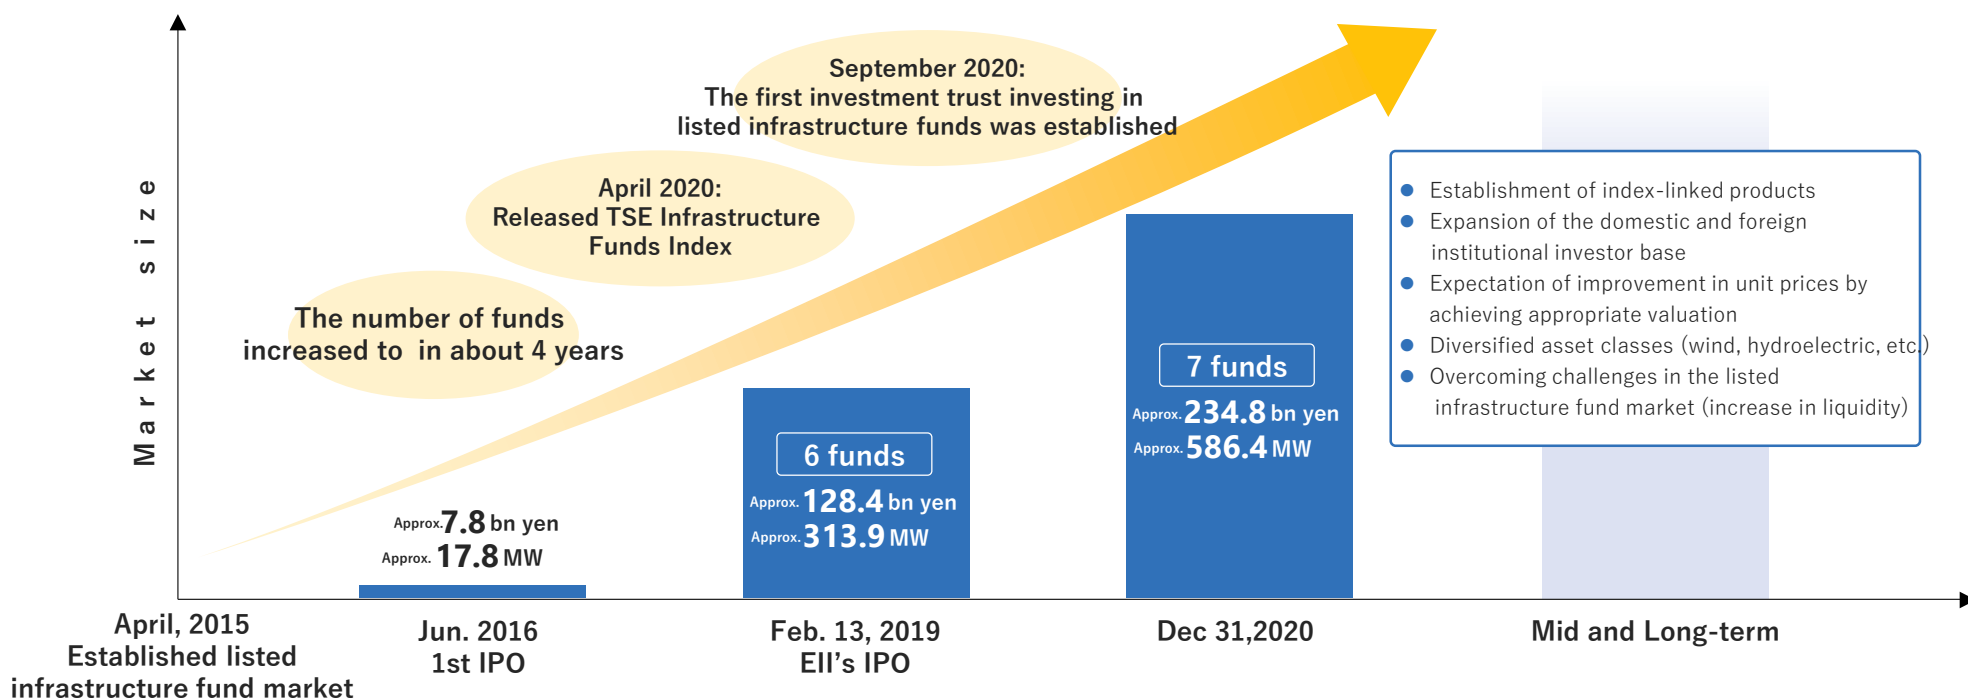 September 2020:
The first investment trust investing in
listed infrastructure funds was established
April 2020:
Released TSE Infrastructure
Funds Index
The number of funds
increased to  in about 4 years
Market size
Approx.7.8 bn yen
Approx. 17.8 MW
6 funds
Approx. 128.4 bn yen
Approx. 313.9 MW
7 funds
Approx. 234.8 bn yen
Approx. 586.4 MW
● Establishment of index-linked products
● Expansion of the domestic and foreign
institutional investor base
● Expectation of improvement in unit prices by
achieving appropriate valuation
● Diversified asset classes (wind, hydroelectric, etc.)
● Overcoming challenges in the listed
infrastructure fund market (increase in liquidity)
April, 2015
Established listed
infrastructure fund market
Jun. 2016
1st IPO
Feb. 13, 2019
EII's IPO
Dec 31,2020
Mid and Long-term